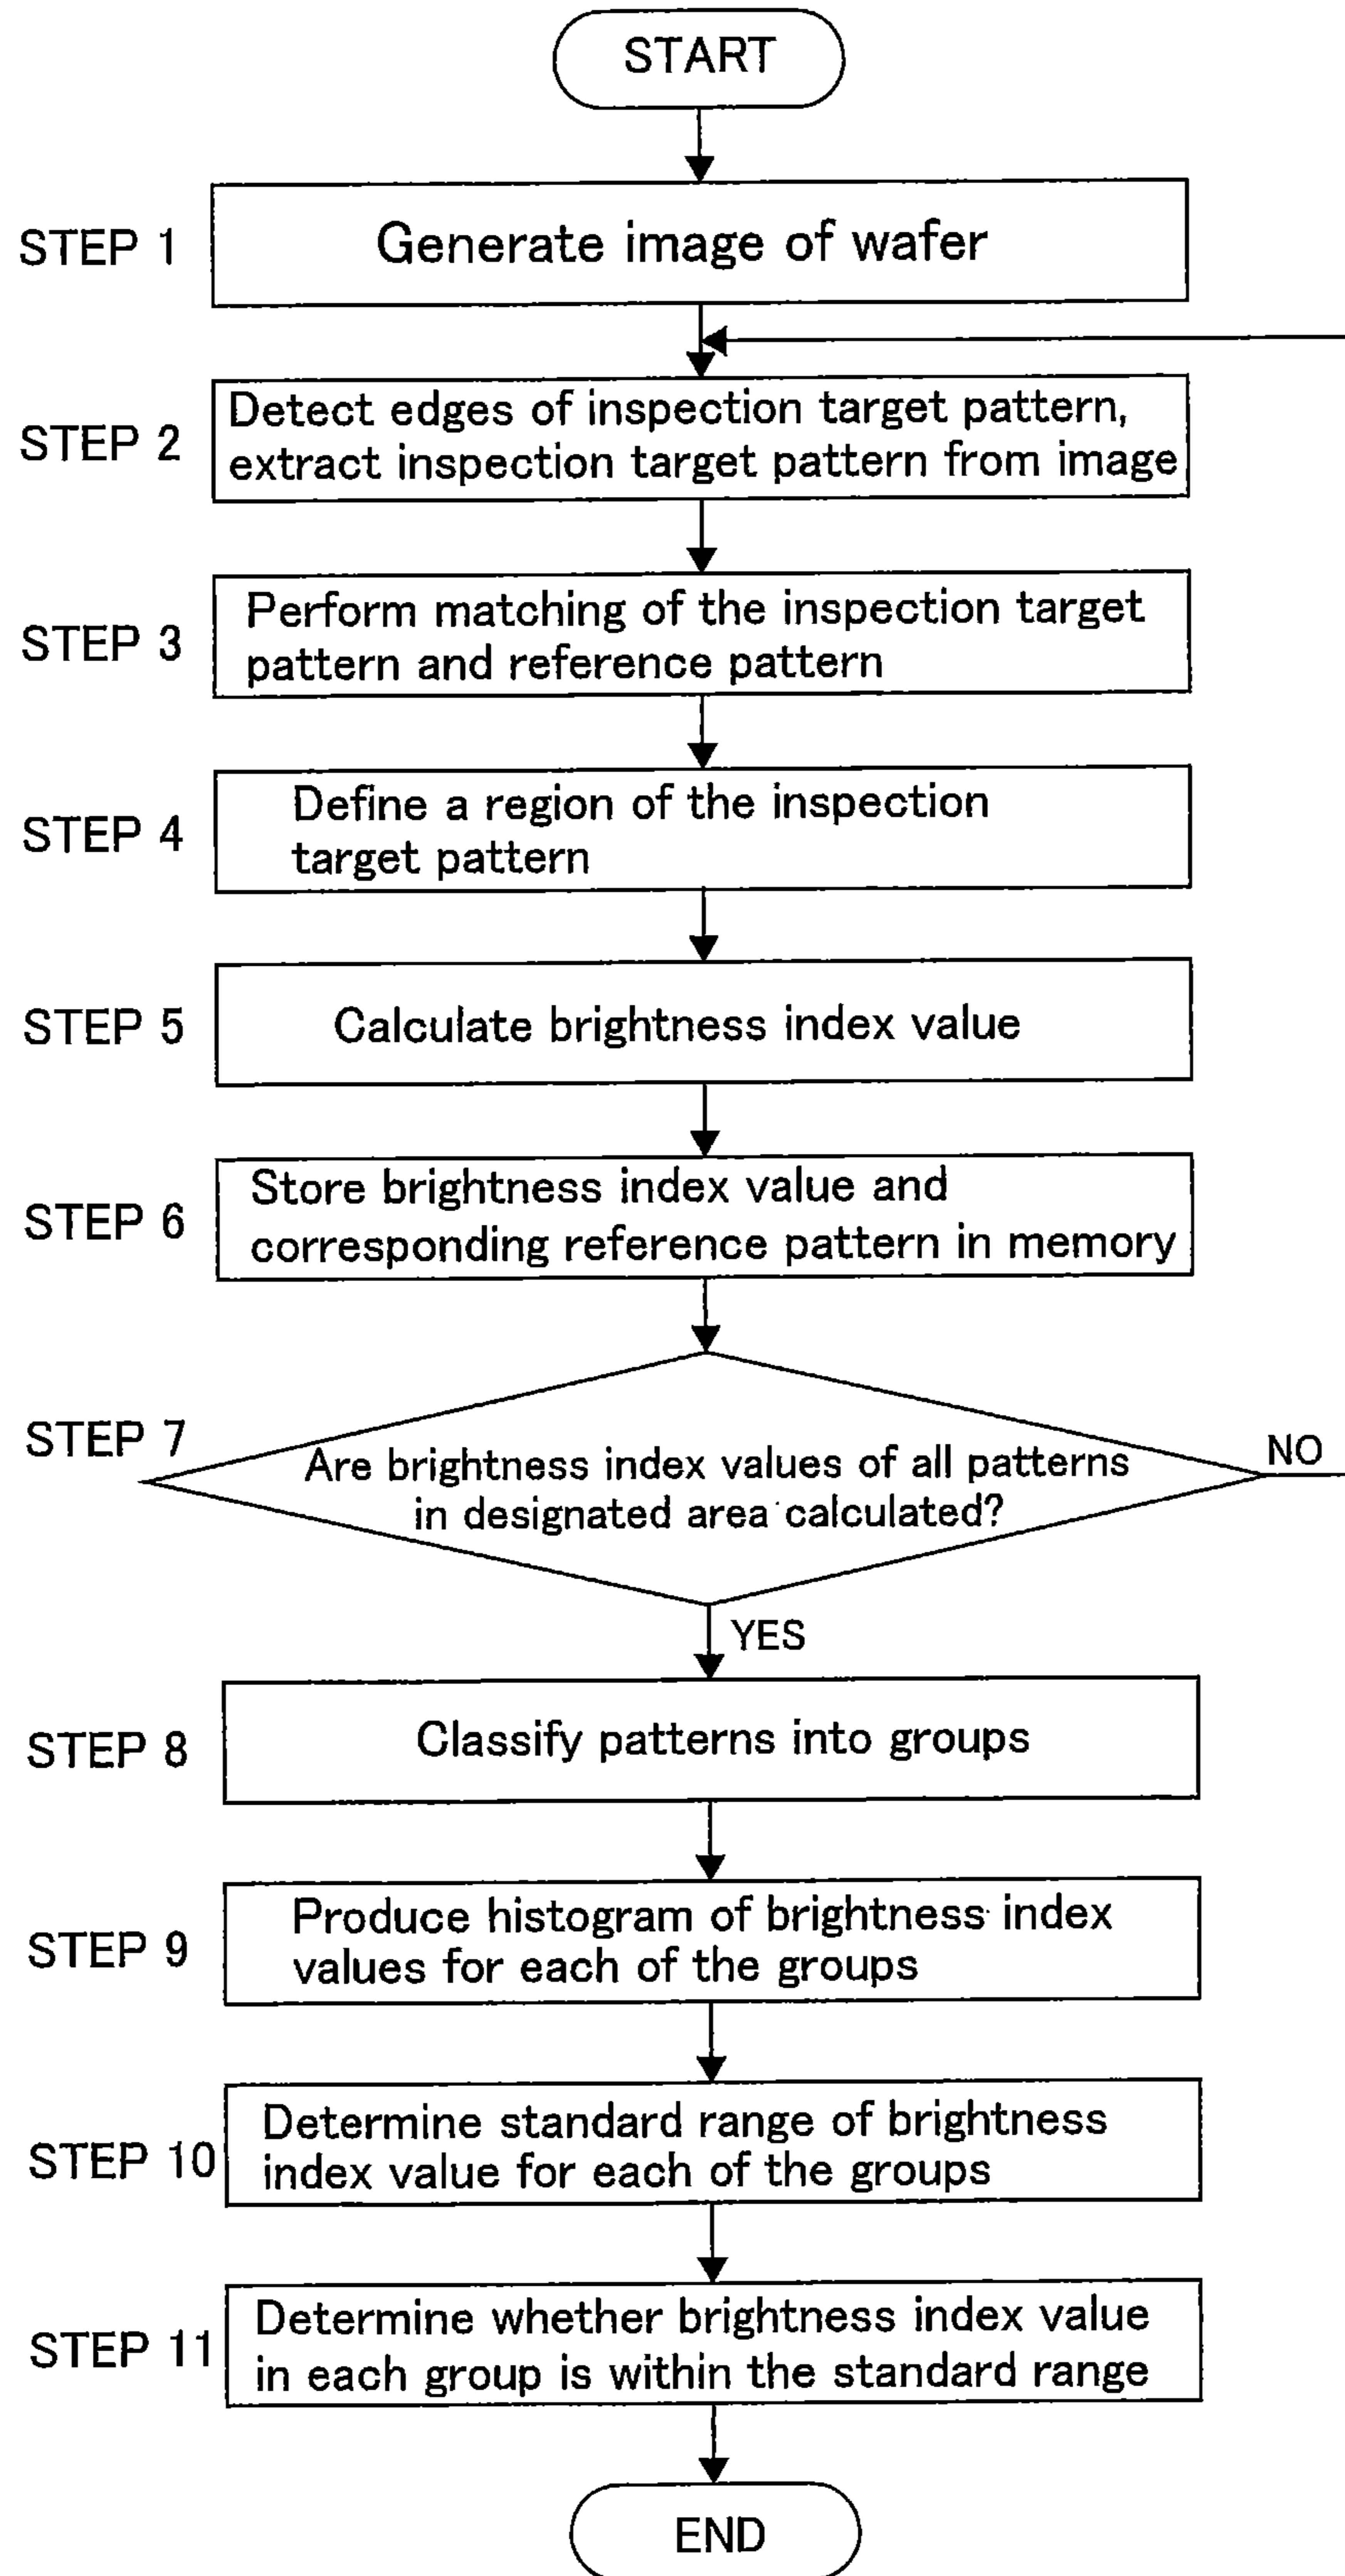 START
STEP 1
Generate image of wafer
STEP 2
Detect edges of inspection target pattern,
extract inspection target pattern from image
STEP 3
Perform matching of the inspection target
pattern and reference pattern
STEP 4
Define a region of the inspection
target pattern
STEP 5
Calculate brightness index value
STEP 6
Store brightness index value and
corresponding reference pattern in memory
STEP 7
Are brightness index values of all patterns
in designated area calculated?
NO
YES
STEP 8
Classify patterns into groups
STEP 9
Produce histogram of brightness index
values for each of the groups
STEP 10
Determine standard range of brightness
index value for each of the groups
STEP 11
Determine whether brightness index value
in each group is within the standard range
END